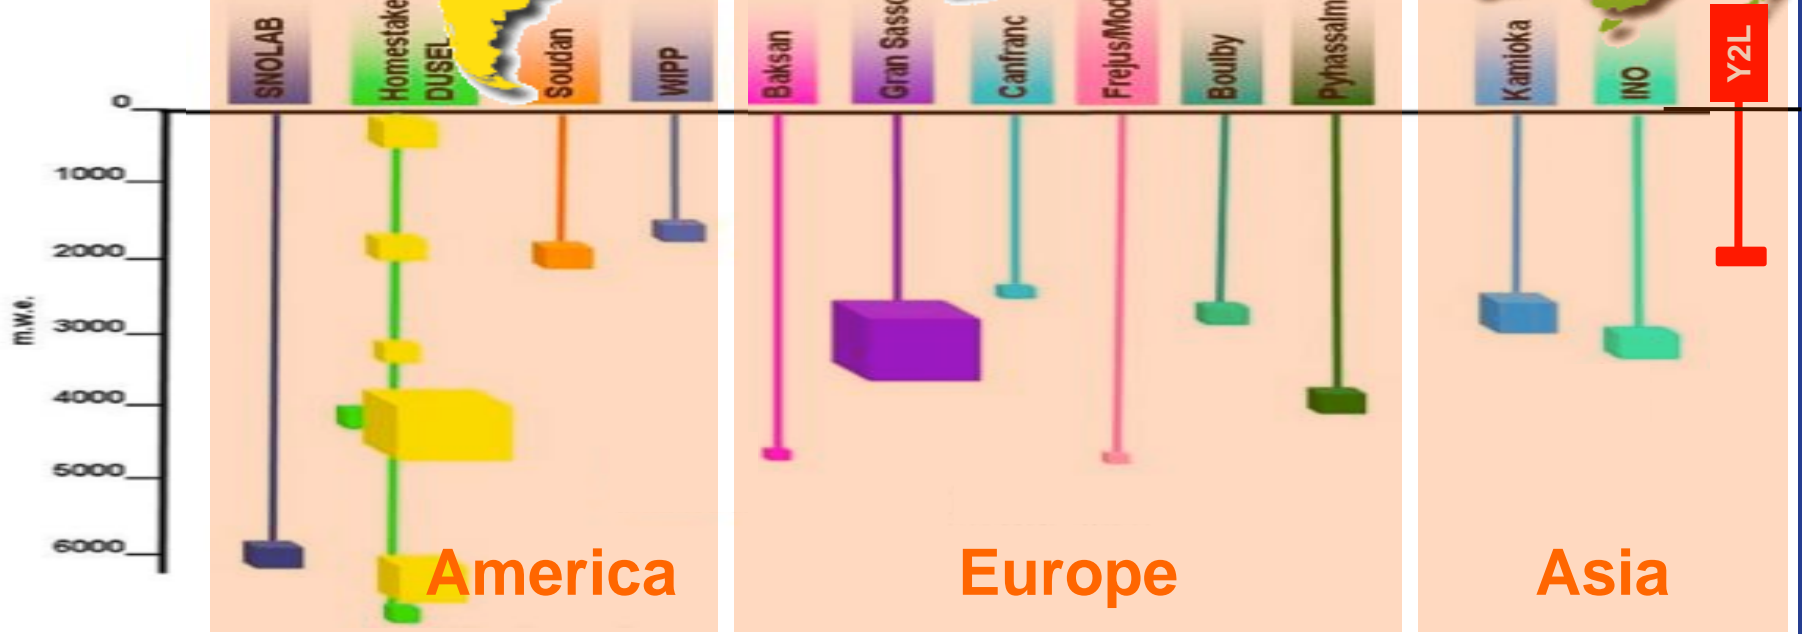 SNOLAB
Homestake
DUSEL
Soudan
WIPP
Baksan
Gran Sasso
Canfranc
Frejus/Mod
Boulby
Pyhassalm
Kamioka
INO
Y2L
0
1000
2000
3000
4000
5000
6000
m.w.e.
America
Europe
Asia